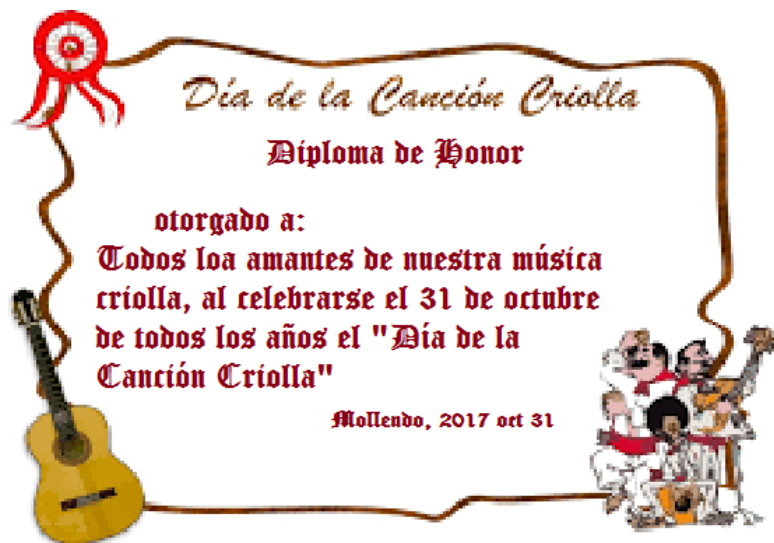 Día de la Canción Criolla
Diploma de Honor
otorgado a:
Todos loa amantes de nuestra música
criolla, al celebrarse el 31 de octubre
de todos los años el "Día de la
Canción Criolla"
Mollendo, 2017 oct 31